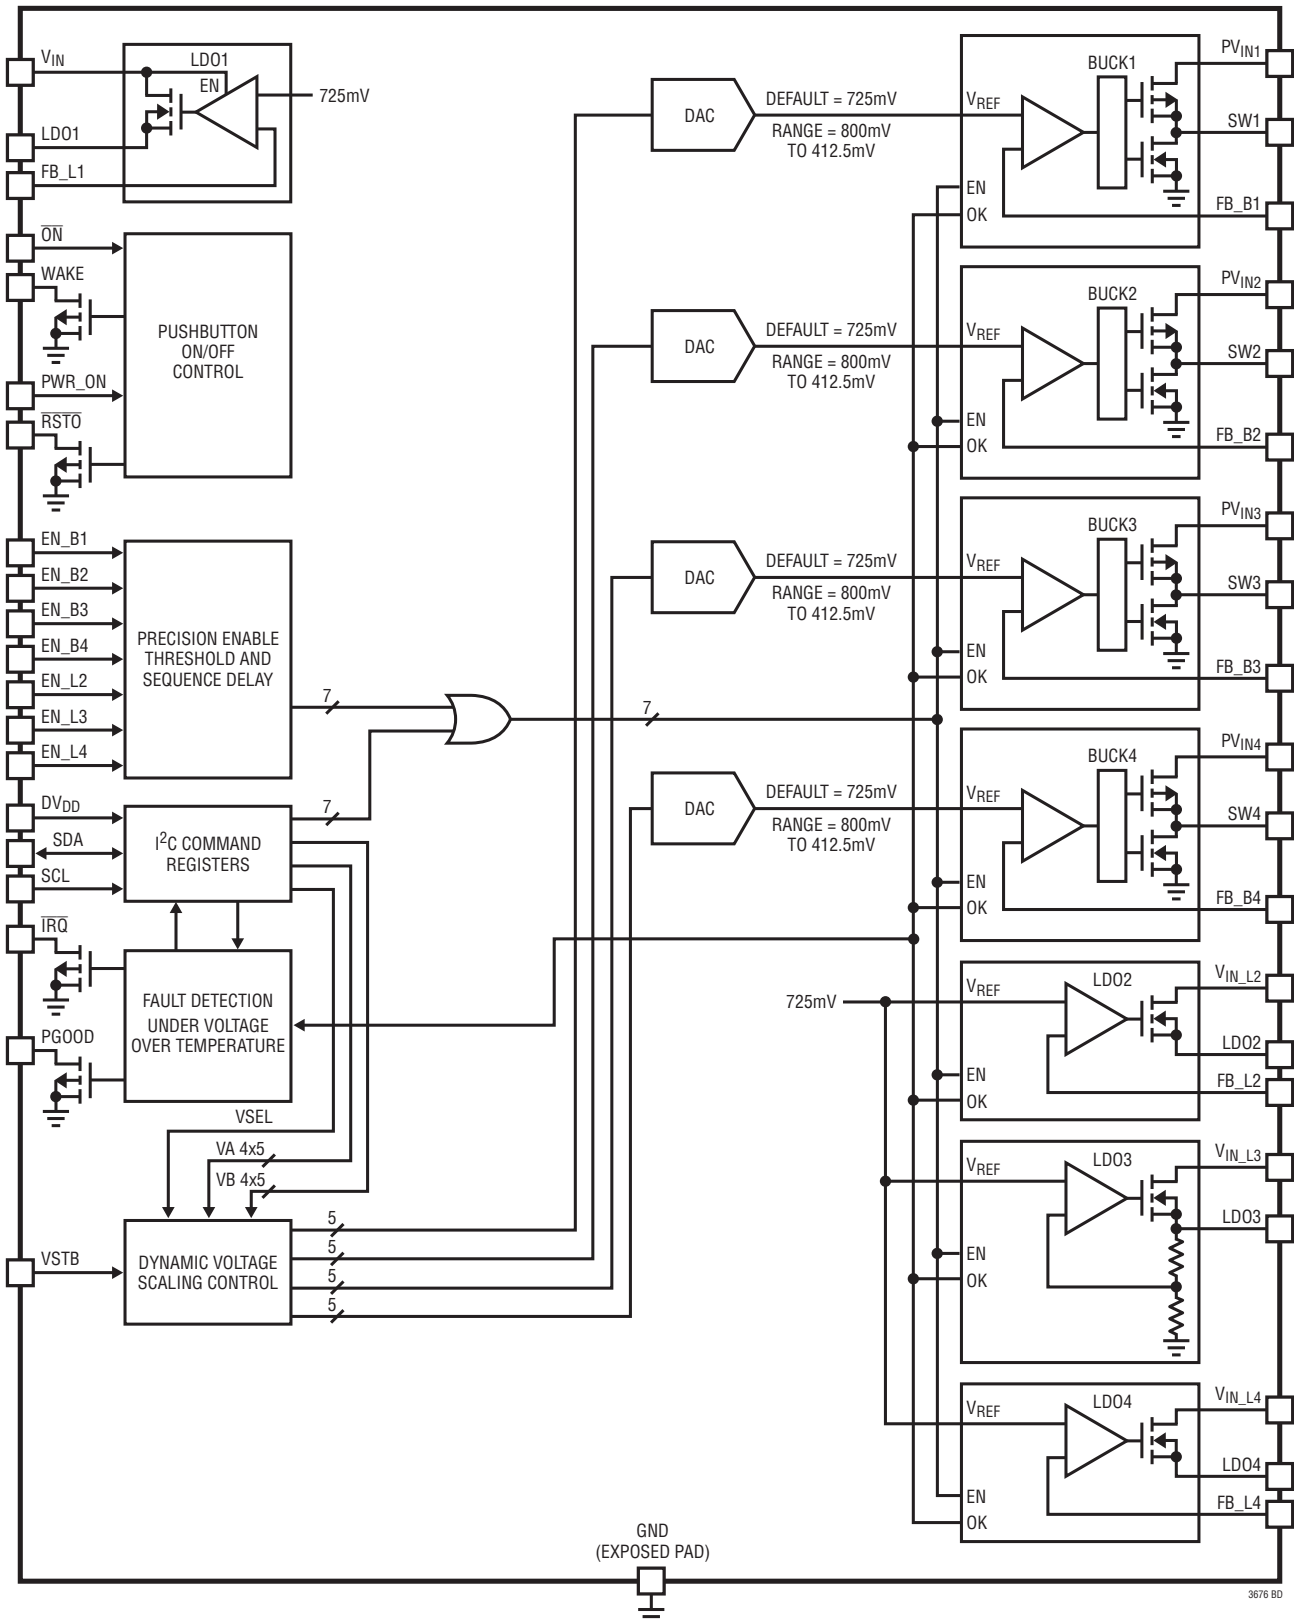 VIN
LDO1
EN
725mV
LDO1
FB_L1
ON
WAKE
PUSHBUTTON
ON/OFF
CONTROL
PWR_ON
RSTO
EN_B1
EN_B2
EN_B3
EN_B4
EN_L2
EN_L3
EN_L4
PRECISION ENABLE
THRESHOLD AND
SEQUENCE DELAY
7
7
DVDD
SDA
SCL
I2C COMMAND
REGISTERS
7
IRQ
PGOOD
FAULT DETECTION
UNDER VOLTAGE
OVER TEMPERATURE
VSEL
VA 4x5
VB 4x5
VSTB
DYNAMIC VOLTAGE
SCALING CONTROL
5
5
5
5
DAC
DEFAULT = 725mV
RANGE = 800mV
TO 412.5mV
VREF
BUCK1
EN
OK
PVIN1
SW1
FB_B1
DAC
DEFAULT = 725mV
RANGE = 800mV
TO 412.5mV
VREF
BUCK2
EN
OK
PVIN2
SW2
FB_B2
DAC
DEFAULT = 725mV
RANGE = 800mV
TO 412.5mV
VREF
BUCK3
EN
OK
PVIN3
SW3
FB_B3
DAC
DEFAULT = 725mV
RANGE = 800mV
TO 412.5mV
VREF
BUCK4
EN
OK
PVIN4
SW4
FB_B4
725mV
VREF
LDO2
EN
OK
VIN_L2
LDO2
FB_L2
VREF
LDO3
EN
OK
VIN_L3
LDO3
VREF
LDO4
EN
OK
VIN_L4
LDO4
FB_L4
GND
(EXPOSED PAD)
3676 BD